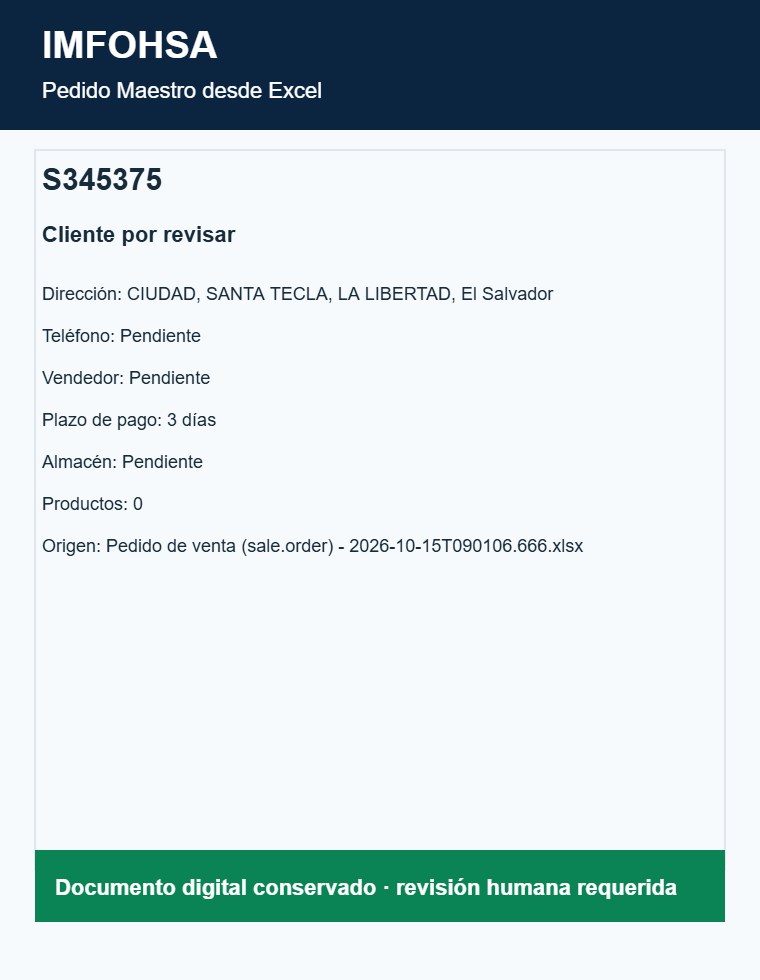 IMFOHSA
Pedido Maestro desde Excel
S345375
Cliente por revisar
Dirección: CIUDAD, SANTA TECLA, LA LIBERTAD, El Salvador
Teléfono: Pendiente
Vendedor: Pendiente
Plazo de pago: 3 días
Almacén: Pendiente
Productos: 0
Origen: Pedido de venta (sale.order) - 2026-10-15T090106.666.xlsx
Documento digital conservado · revisión humana requerida